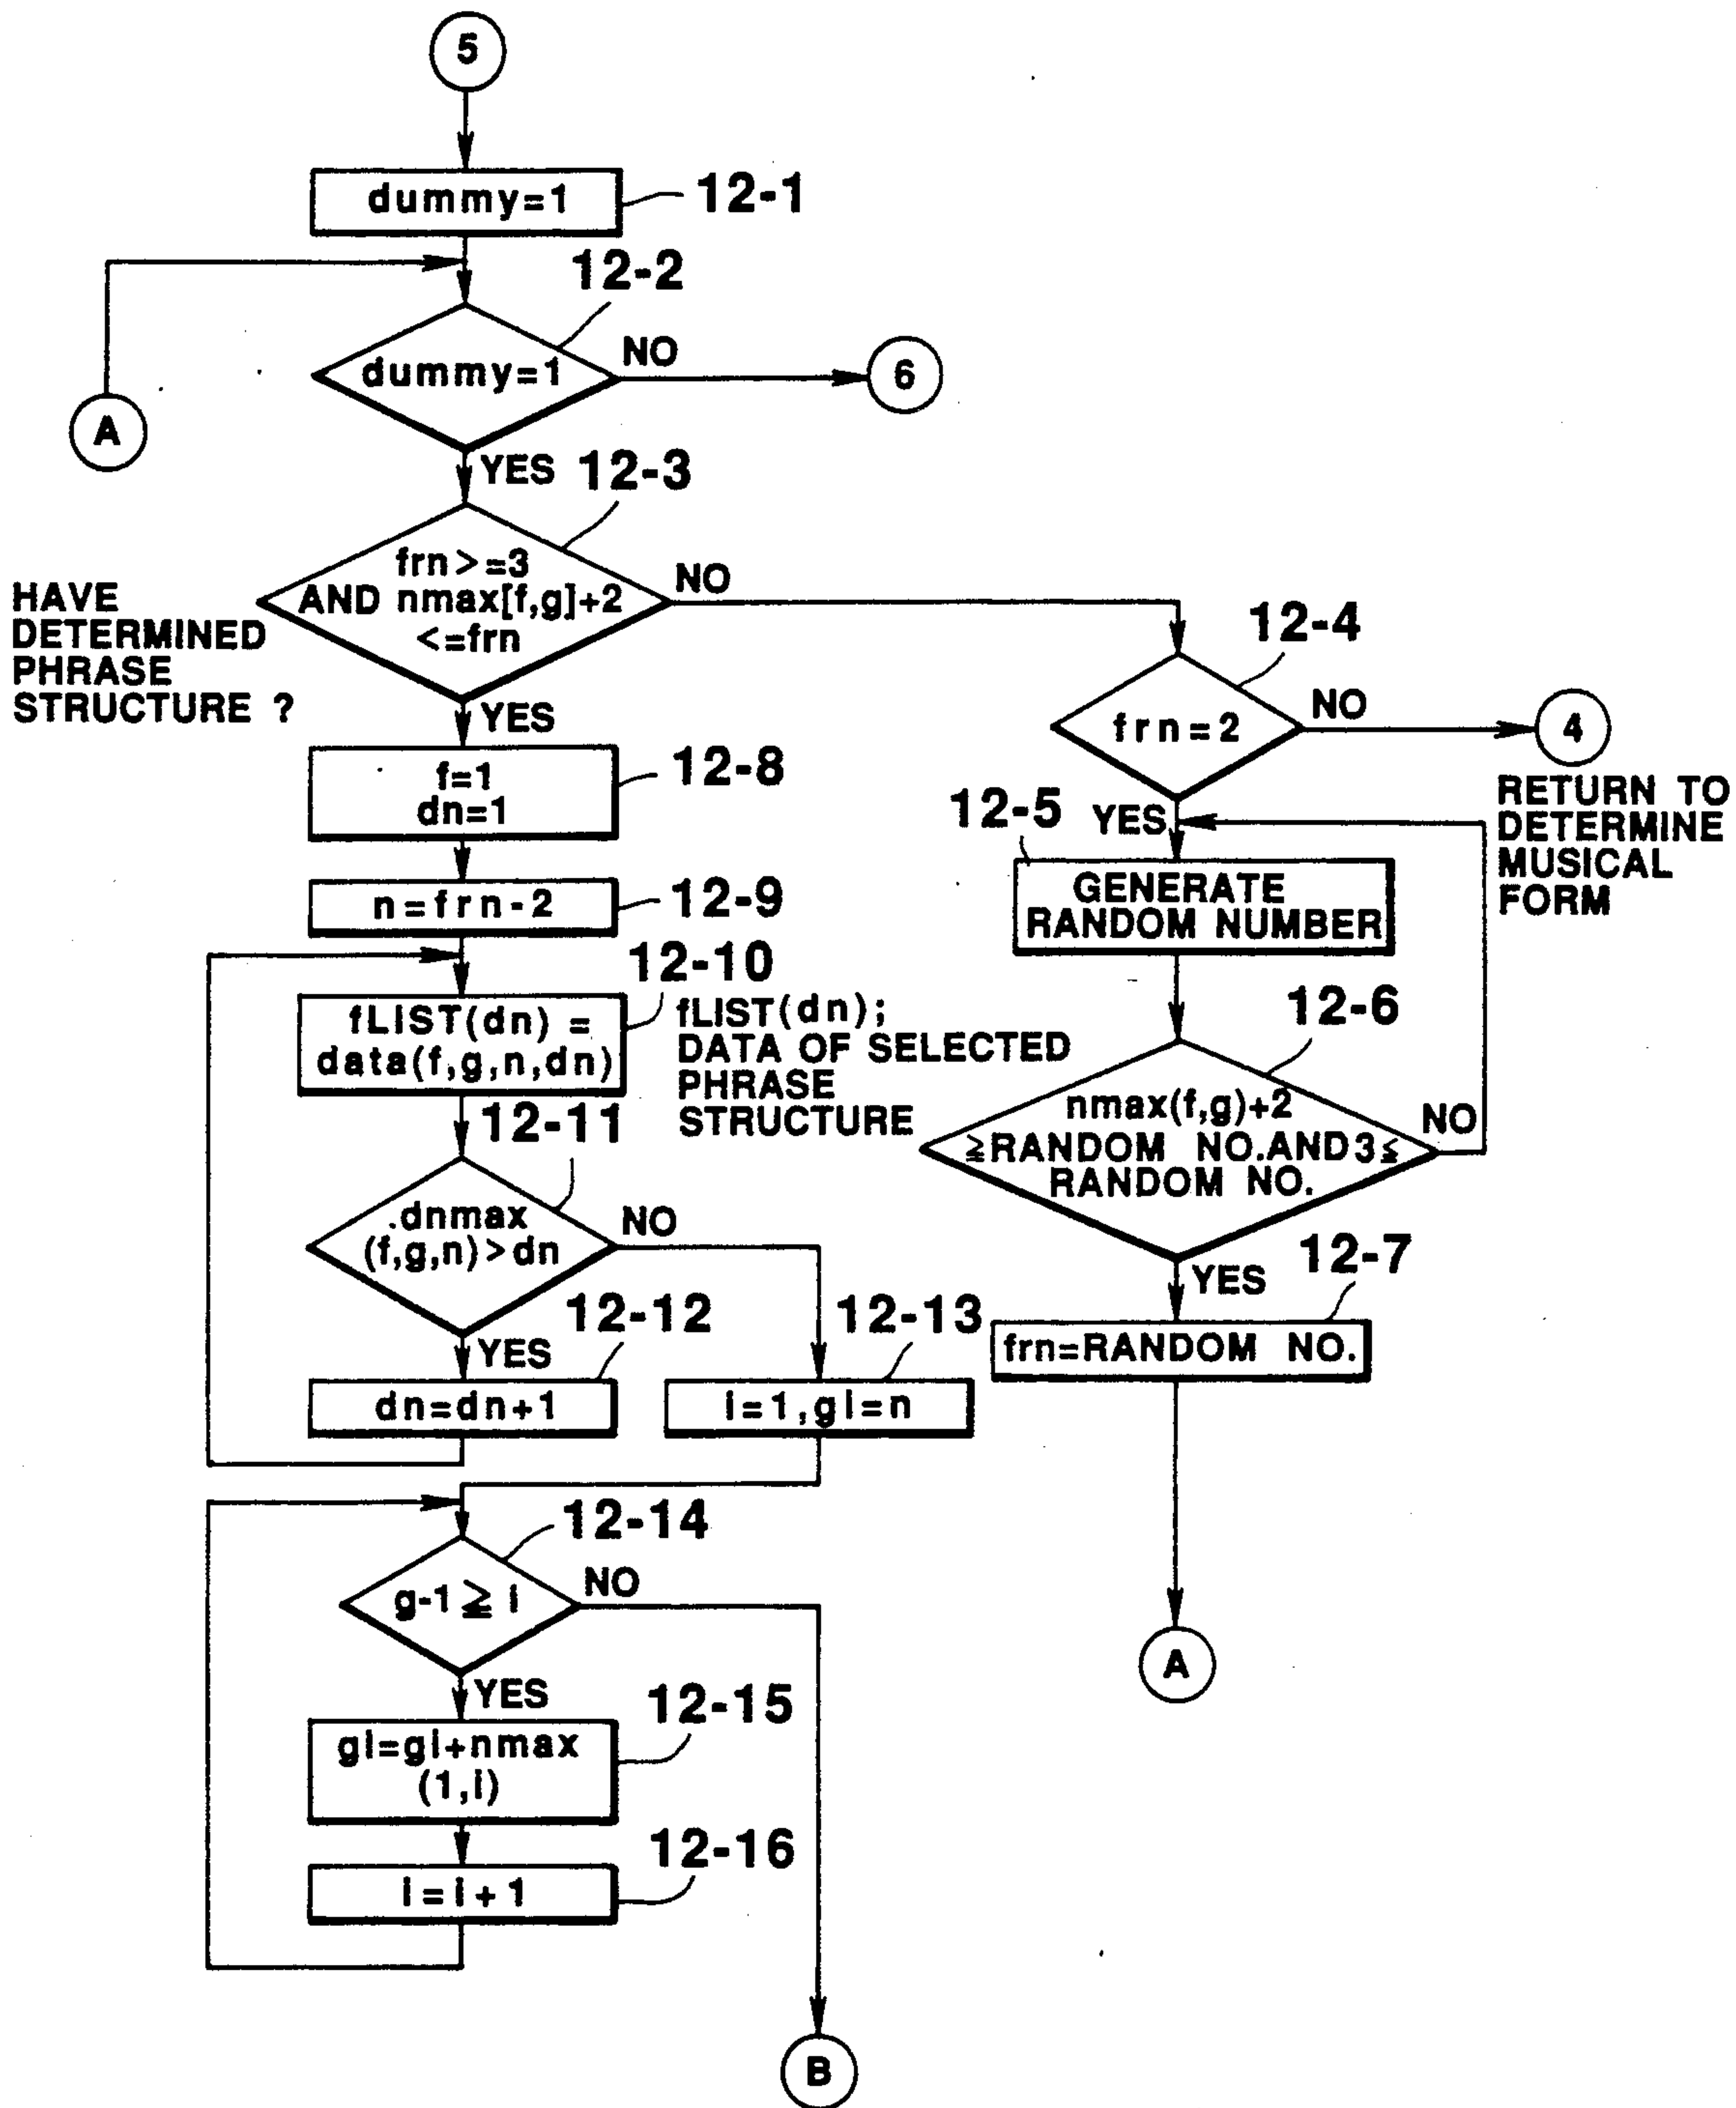 5
dummy=1
12-1
12-2
dummy=1
NO
6
A
YES
12-3
frn>=3
AND nmax[f,g]+2
<=frn
NO
HAVE
DETERMINED
PHRASE
STRUCTURE ?
YES
12-4
frn=2
NO
4
RETURN TO
DETERMINE
MUSICAL
FORM
f=1
dn=1
12-8
12-5
YES
GENERATE
RANDOM NUMBER
n=frn-2
12-9
12-10
fLIST(dn) =
data(f,g,n,dn)
fLIST(dn);
DATA OF SELECTED
PHRASE
STRUCTURE
12-6
nmax(f,g)+2
≧RANDOM NO.AND3≦
RANDOM NO.
NO
12-11
dnmax
(f,g,n)>dn
NO
12-7
YES
frn=RANDOM NO.
12-12
YES
dn=dn+1
12-13
i=1,gi=n
12-14
g-1≧i
NO
A
YES
12-15
gi=gi+nmax
(1,i)
12-16
i=i+1
B